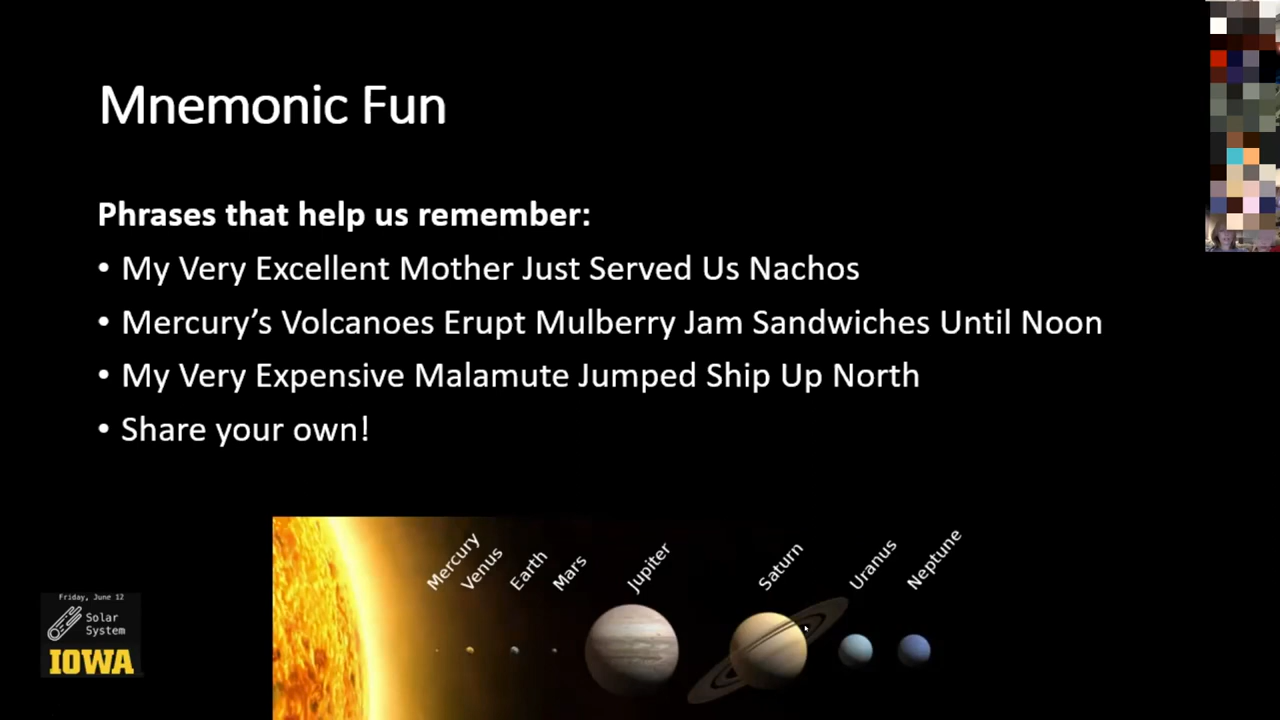 Mnemonic Fun
Phrases that help us remember:
• My Very Excellent Mother Just Served Us Nachos
• Mercury’s Volcanoes Erupt Mulberry Jam Sandwiches Until Noon
• My Very Expensive Malamute Jumped Ship Up North
• Share your own!
Mercury
Venus
Earth
Mars
Jupiter
Saturn
Uranus
Neptune
Friday, June 12
Solar
System
IOWA